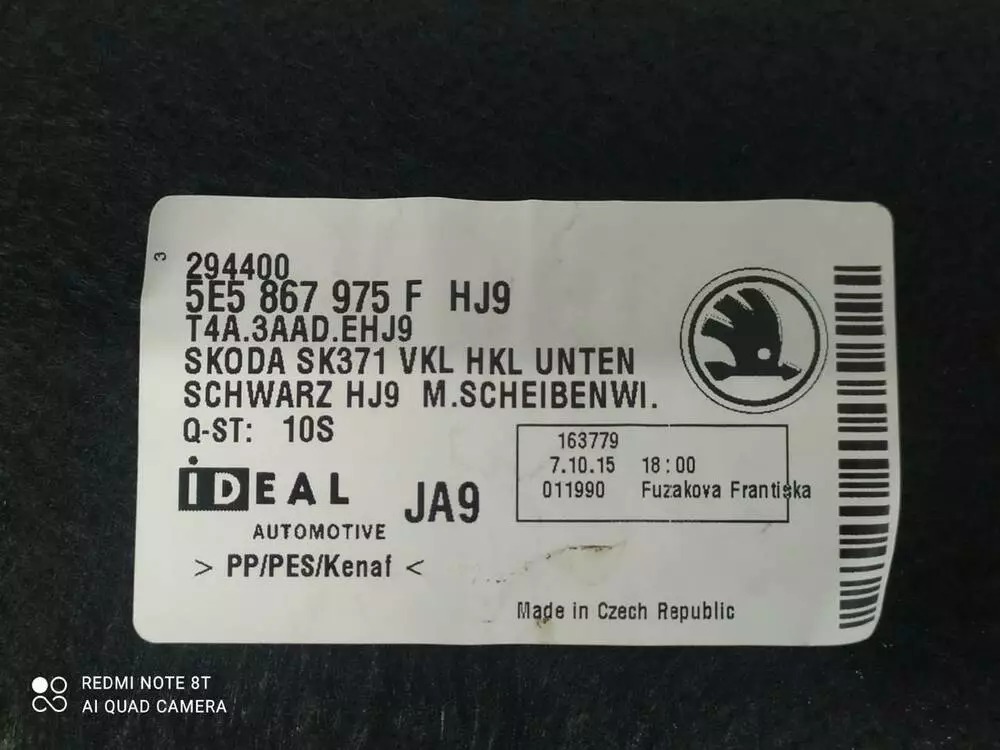 3
294400
5E5 867 975 F HJ9
T4A.3AAD.EHJ9
SKODA SK371 VKL HKL UNTEN
SCHWARZ HJ9 M.SCHEIBENWI.
Q-ST: 10S
163779
7.10.15 18:00
011990 Fuzakova Frantiska
iDEAL
AUTOMOTIVE
JA9
> PP/PES/Kenaf <
Made in Czech Republic
REDMI NOTE 8T
AI QUAD CAMERA